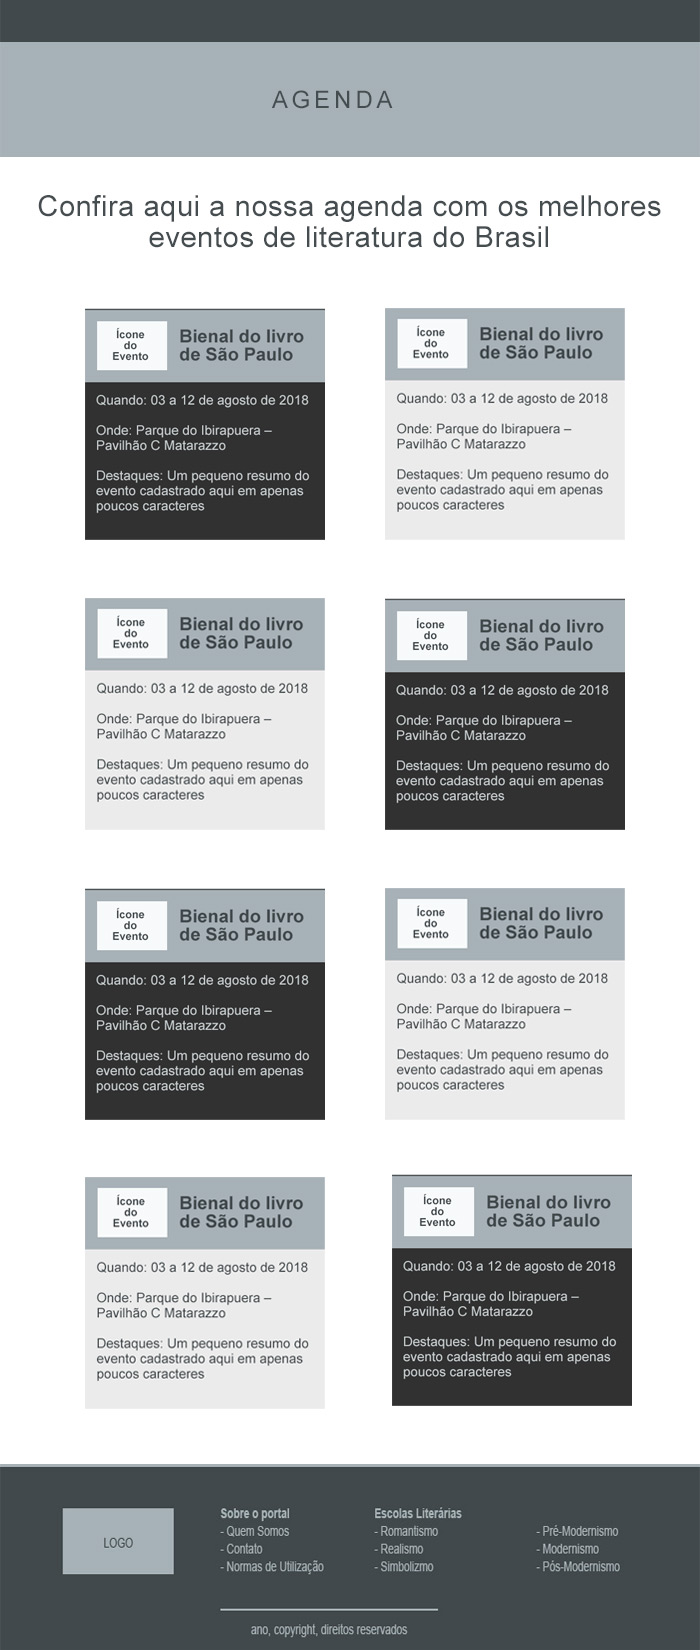 AGENDA
Confira aqui a nossa agenda com os melhores
eventos de literatura do Brasil
Ícone
do
Evento
Bienal do livro
de São Paulo
Quando: 03 a 12 de agosto de 2018
Onde: Parque do Ibirapuera –
Pavilhão C Matarazzo
Destaques: Um pequeno resumo do
evento cadastrado aqui em apenas
poucos caracteres
Ícone
do
Evento
Bienal do livro
de São Paulo
Quando: 03 a 12 de agosto de 2018
Onde: Parque do Ibirapuera –
Pavilhão C Matarazzo
Destaques: Um pequeno resumo do
evento cadastrado aqui em apenas
poucos caracteres
Ícone
do
Evento
Bienal do livro
de São Paulo
Quando: 03 a 12 de agosto de 2018
Onde: Parque do Ibirapuera –
Pavilhão C Matarazzo
Destaques: Um pequeno resumo do
evento cadastrado aqui em apenas
poucos caracteres
Ícone
do
Evento
Bienal do livro
de São Paulo
Quando: 03 a 12 de agosto de 2018
Onde: Parque do Ibirapuera –
Pavilhão C Matarazzo
Destaques: Um pequeno resumo do
evento cadastrado aqui em apenas
poucos caracteres
Ícone
do
Evento
Bienal do livro
de São Paulo
Quando: 03 a 12 de agosto de 2018
Onde: Parque do Ibirapuera –
Pavilhão C Matarazzo
Destaques: Um pequeno resumo do
evento cadastrado aqui em apenas
poucos caracteres
Ícone
do
Evento
Bienal do livro
de São Paulo
Quando: 03 a 12 de agosto de 2018
Onde: Parque do Ibirapuera –
Pavilhão C Matarazzo
Destaques: Um pequeno resumo do
evento cadastrado aqui em apenas
poucos caracteres
Ícone
do
Evento
Bienal do livro
de São Paulo
Quando: 03 a 12 de agosto de 2018
Onde: Parque do Ibirapuera –
Pavilhão C Matarazzo
Destaques: Um pequeno resumo do
evento cadastrado aqui em apenas
poucos caracteres
Ícone
do
Evento
Bienal do livro
de São Paulo
Quando: 03 a 12 de agosto de 2018
Onde: Parque do Ibirapuera –
Pavilhão C Matarazzo
Destaques: Um pequeno resumo do
evento cadastrado aqui em apenas
poucos caracteres
LOGO
Sobre o portal
- Quem Somos
- Contato
- Normas de Utilização
Escolas Literárias
- Romantismo
- Realismo
- Simbolizmo
- Pré-Modernismo
- Modernismo
- Pós-Modernismo
ano, copyright, direitos reservados